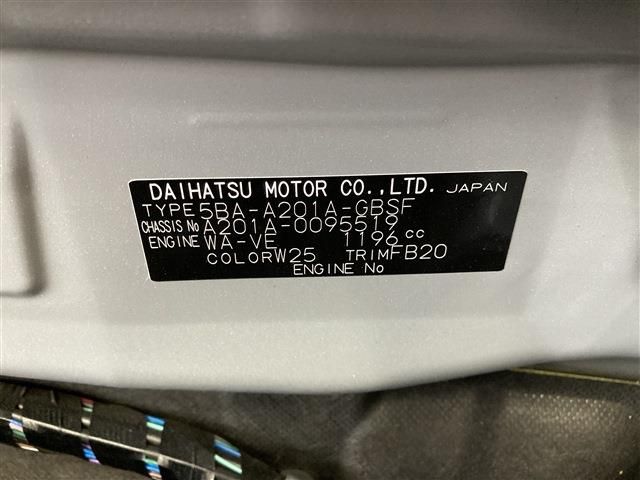 DAIHATSU MOTOR CO.,LTD. JAPAN
TYPE 5BA-A201A-GBSF
CHASSIS No A201A-0095519
ENGINE WA-VE 1196 cc
COLOR W25 TRIM FB20
ENGINE No